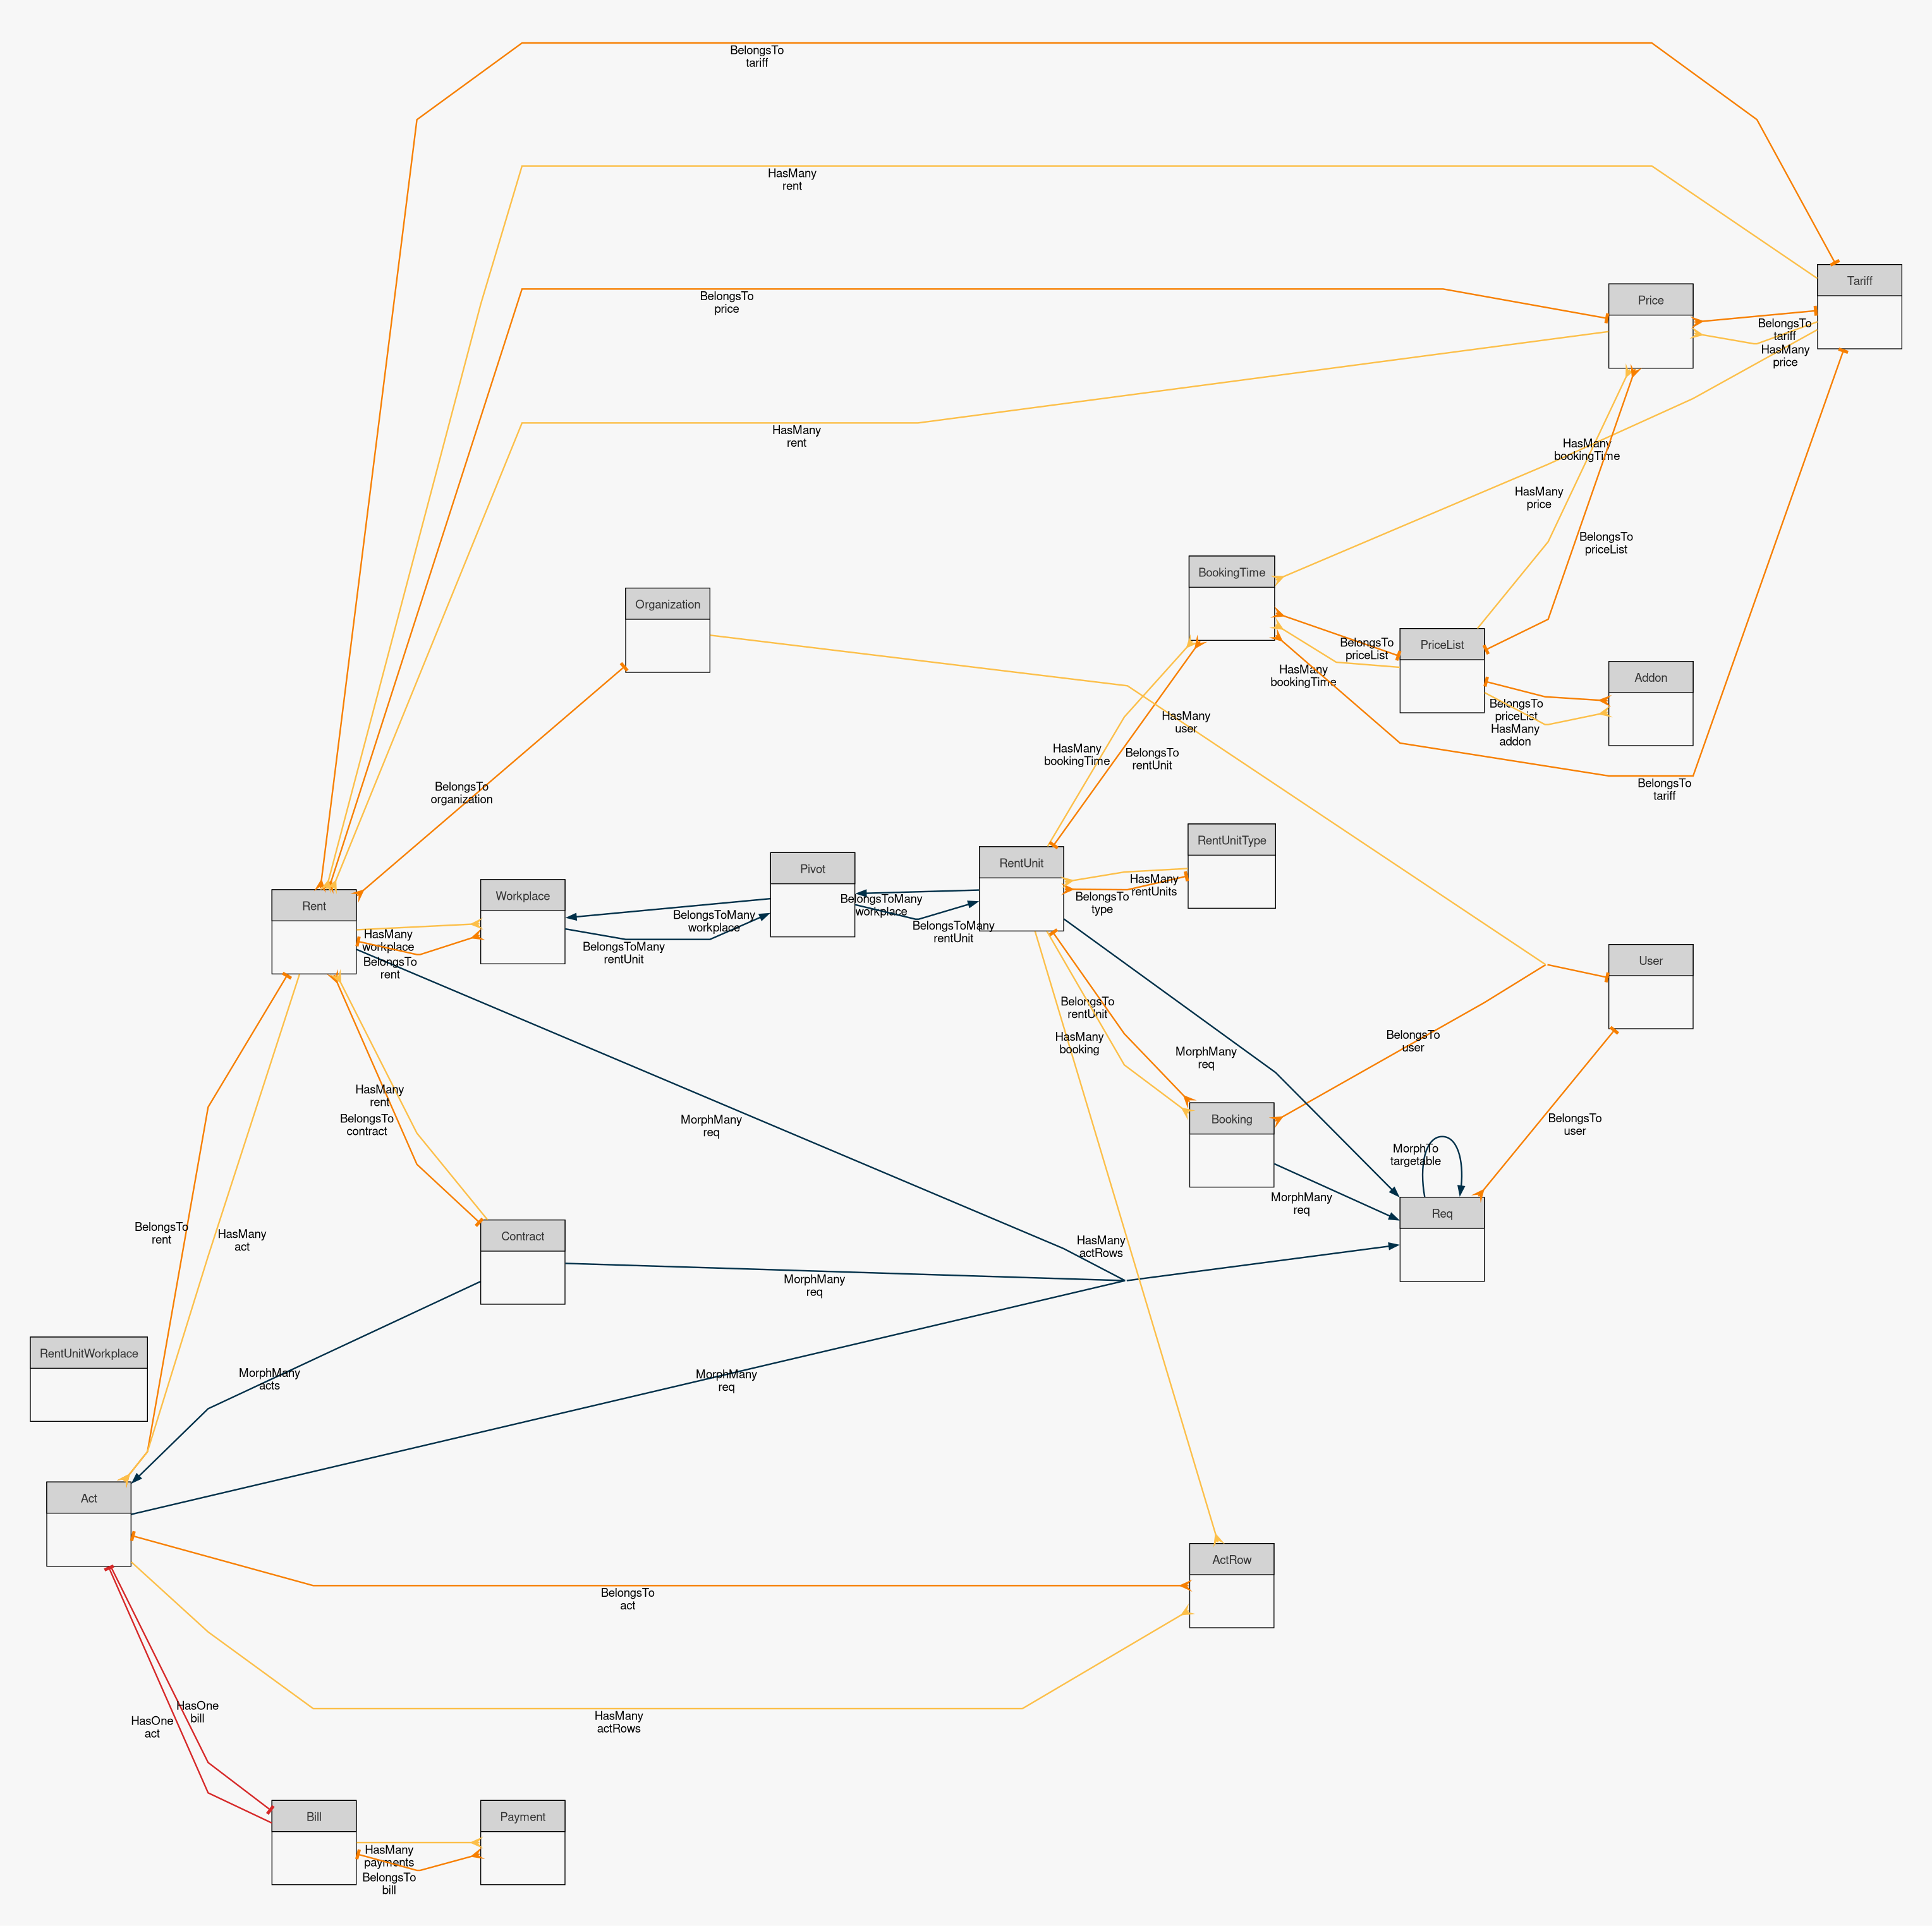 BelongsTo
tariff
HasMany
rent
Tariff
Price
BelongsTo
price
BelongsTo
tariff
HasMany
price
HasMany
rent
HasMany
bookingTime
HasMany
price
BelongsTo
priceList
BookingTime
Organization
PriceList
BelongsTo
priceList
HasMany
bookingTime
Addon
BelongsTo
priceList
HasMany
addon
HasMany
user
HasMany
bookingTime
BelongsTo
rentUnit
BelongsTo
organization
BelongsTo
tariff
RentUnitType
RentUnit
Pivot
Workplace
Rent
HasMany
rentUnits
BelongsTo
type
BelongsToMany
workplace
BelongsToMany
workplace
BelongsToMany
rentUnit
BelongsToMany
rentUnit
HasMany
workplace
BelongsTo
rent
User
BelongsTo
rentUnit
HasMany
booking
BelongsTo
user
MorphMany
req
HasMany
rent
BelongsTo
contract
MorphMany
req
Booking
BelongsTo
user
MorphTo
targetable
MorphMany
req
Req
BelongsTo
rent
HasMany
act
Contract
HasMany
actRows
MorphMany
req
RentUnitWorkplace
MorphMany
acts
MorphMany
req
Act
ActRow
BelongsTo
act
HasMany
actRows
HasOne
bill
HasOne
act
Bill
Payment
HasMany
payments
BelongsTo
bill